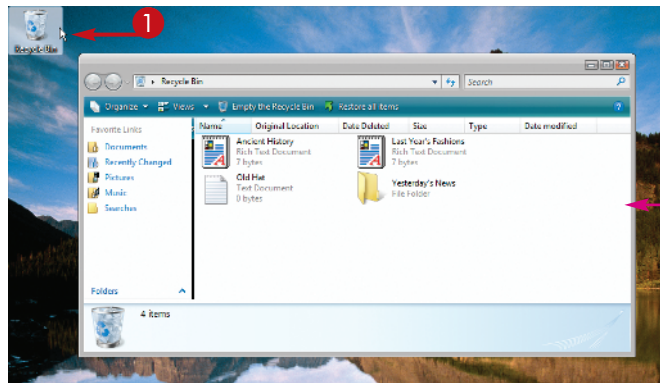 1
Recycle Bin
Recycle Bin
Search
Organize Views Empty the Recycle Bin Restore all items
Favorite Links
Name Original Location Date Deleted Size Type Date modified
Documents
Recently Changed
Pictures
Music
Searches
Ancient History
Rich Text Document
7 bytes
Last Year's Fashions
Rich Text Document
7 bytes
Old Hat
Text Document
0 bytes
Yesterday's News
File Folder
Folders
4 items